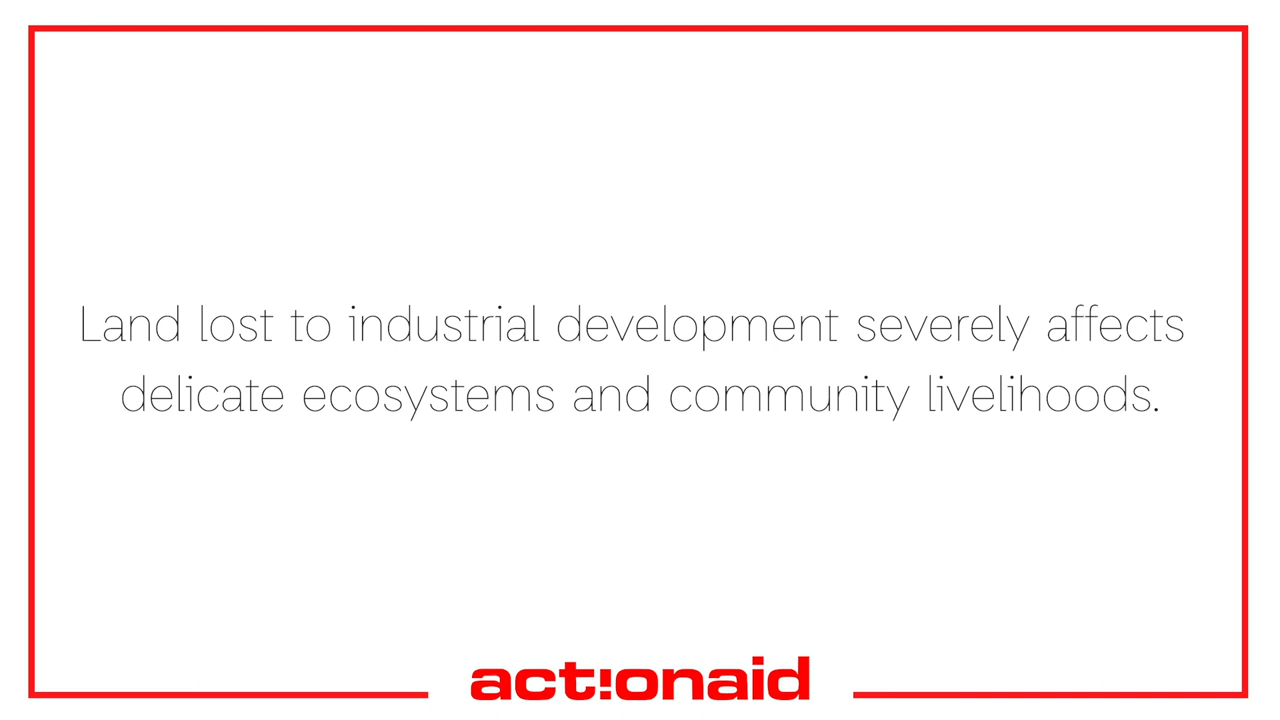 Land lost to industrial development severely affects
delicate ecosystems and community livelihoods.
act!onaid